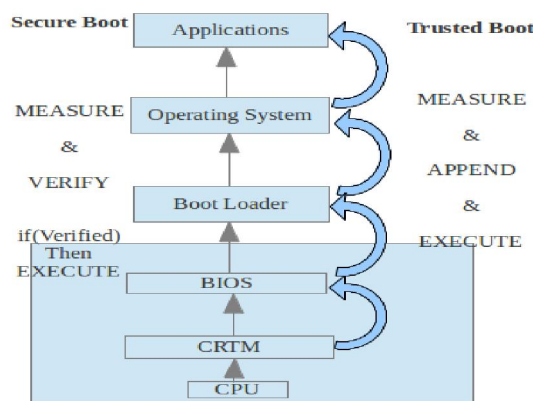 Secure Boot
Applications
Trusted Boot
MEASURE
&
VERIFY
if(Verified)
Then
EXECUTE
Operating System
Boot Loader
BIOS
CRTM
CPU
MEASURE
&
APPEND
&
EXECUTE